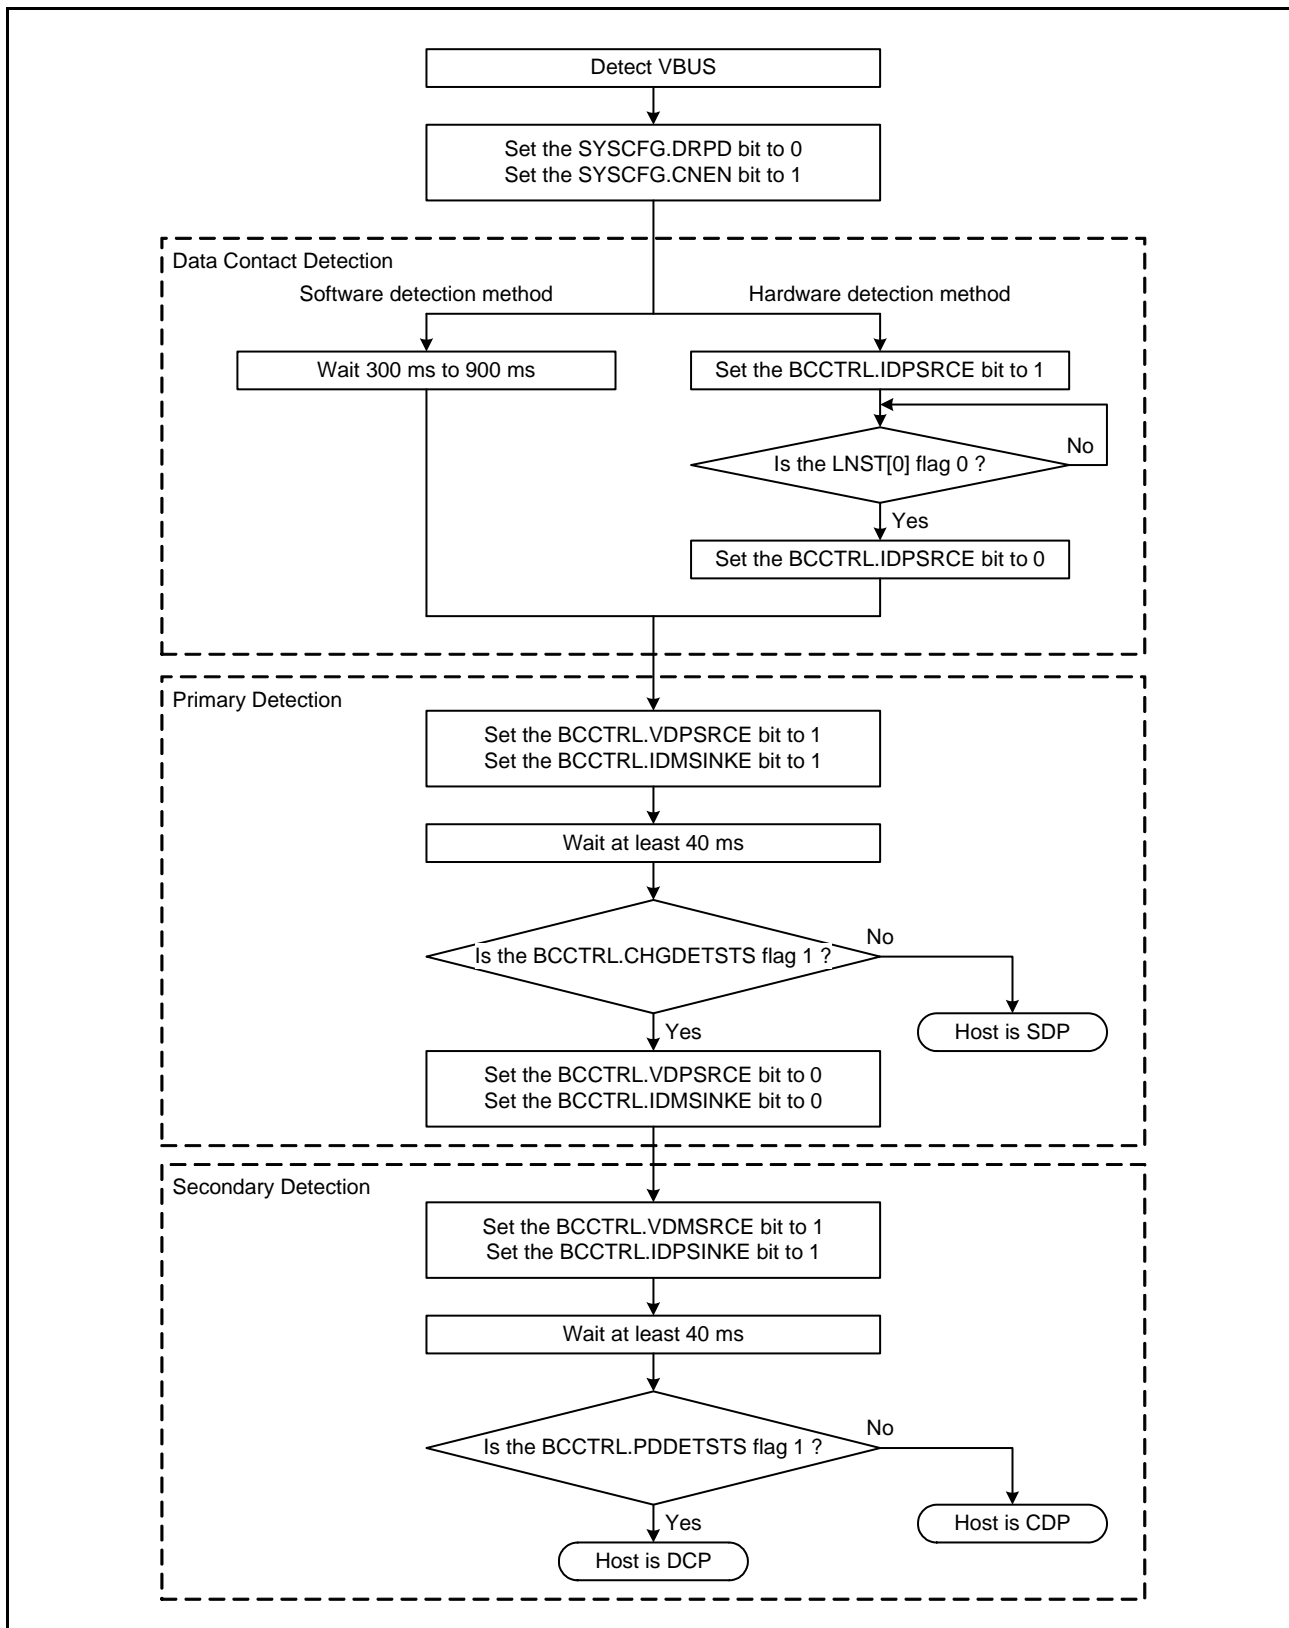 Detect VBUS
Set the SYSCFG.DRPD bit to 0
Set the SYSCFG.CNEN bit to 1
Data Contact Detection
Software detection method
Hardware detection method
Wait 300 ms to 900 ms
Set the BCCTRL.IDPSRCE bit to 1
Is the LNST[0] flag 0 ?
No
Yes
Set the BCCTRL.IDPSRCE bit to 0
Primary Detection
Set the BCCTRL.VDPSRCE bit to 1
Set the BCCTRL.IDMSINKE bit to 1
Wait at least 40 ms
Is the BCCTRL.CHGDETSTS flag 1 ?
No
Host is SDP
Yes
Set the BCCTRL.VDPSRCE bit to 0
Set the BCCTRL.IDMSINKE bit to 0
Secondary Detection
Set the BCCTRL.VDMSRCE bit to 1
Set the BCCTRL.IDPSINKE bit to 1
Wait at least 40 ms
Is the BCCTRL.PDDETSTS flag 1 ?
No
Host is CDP
Yes
Host is DCP